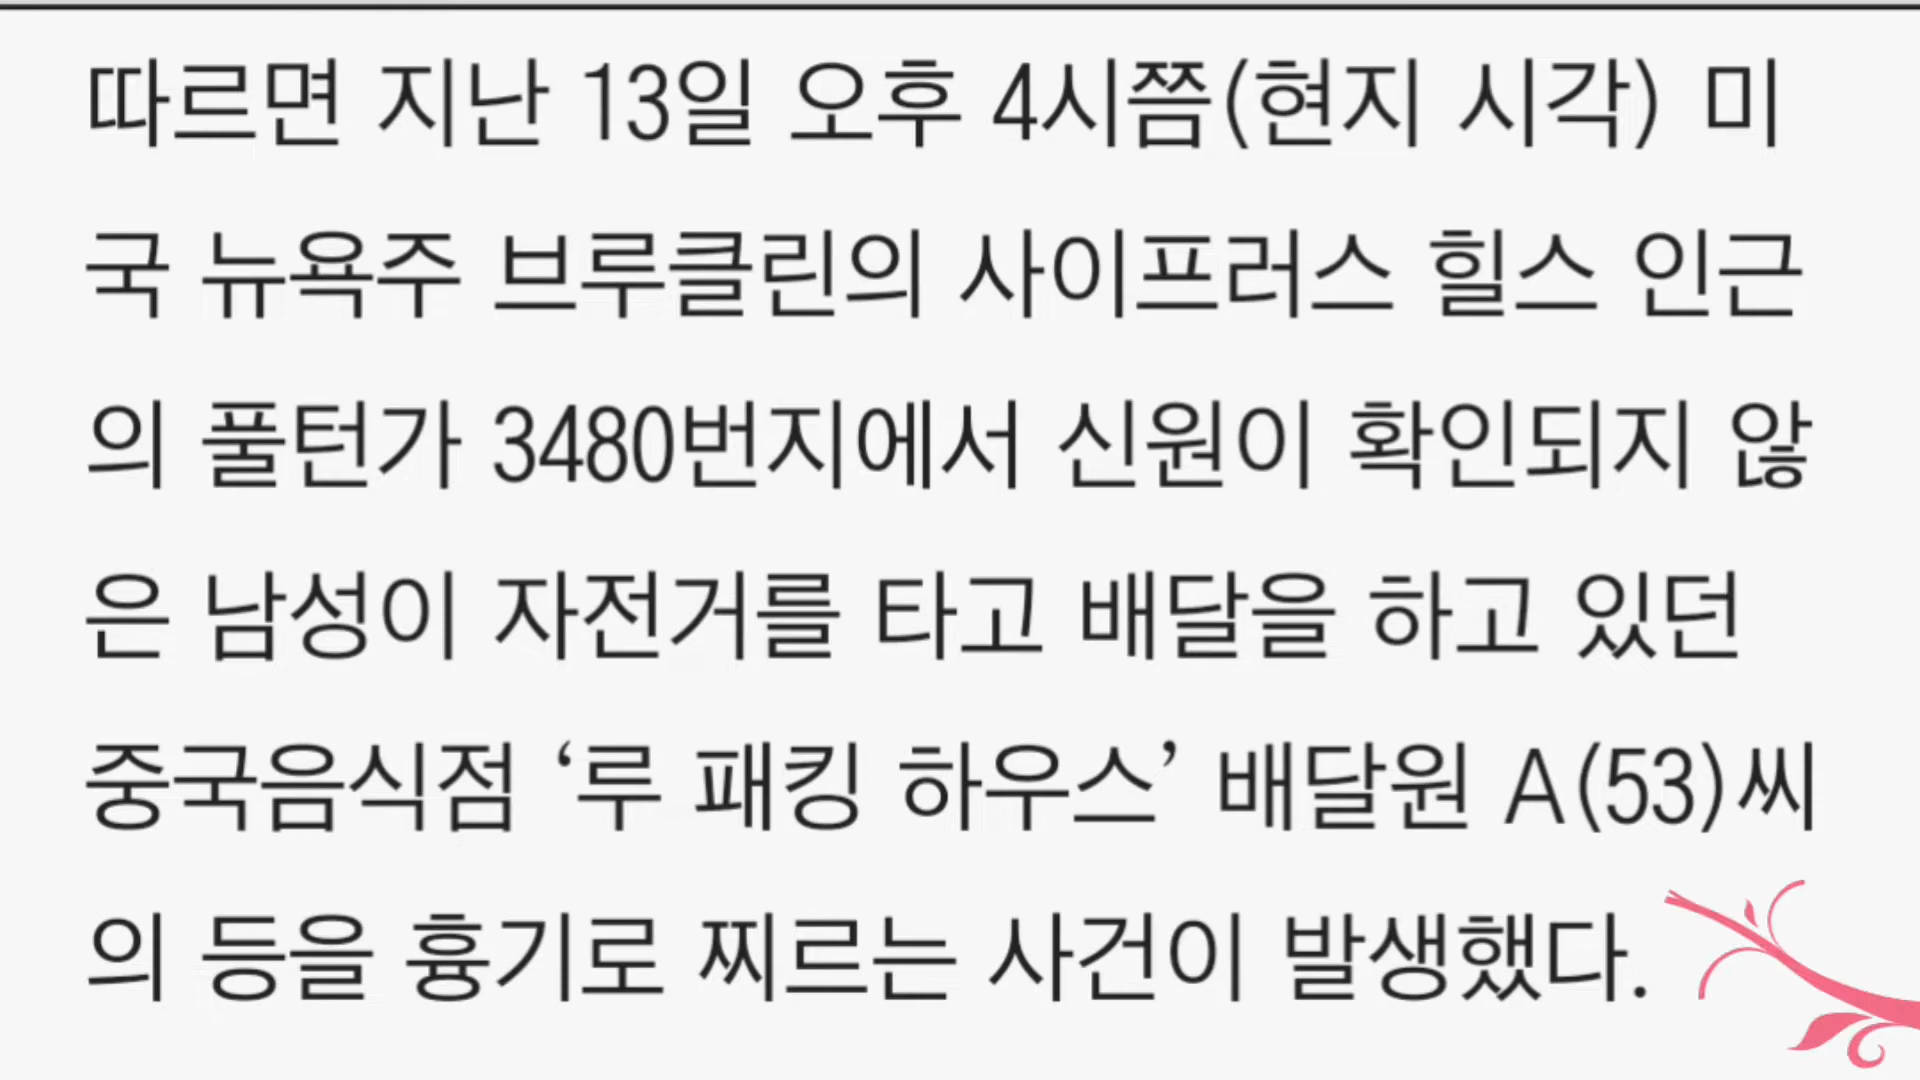 따르면 지난 13일 오후 4시쯤(현지 시각) 미
국 뉴욕주 브루클린의 사이프러스 힐스 인근
의 풀턴가 3480번지에서 신원이 확인되지 않
은 남성이 자전거를 타고 배달을 하고 있던
중국음식점 ‘루 패킹 하우스’ 배달원 A(53)씨
의 등을 흉기로 찌르는 사건이 발생했다.